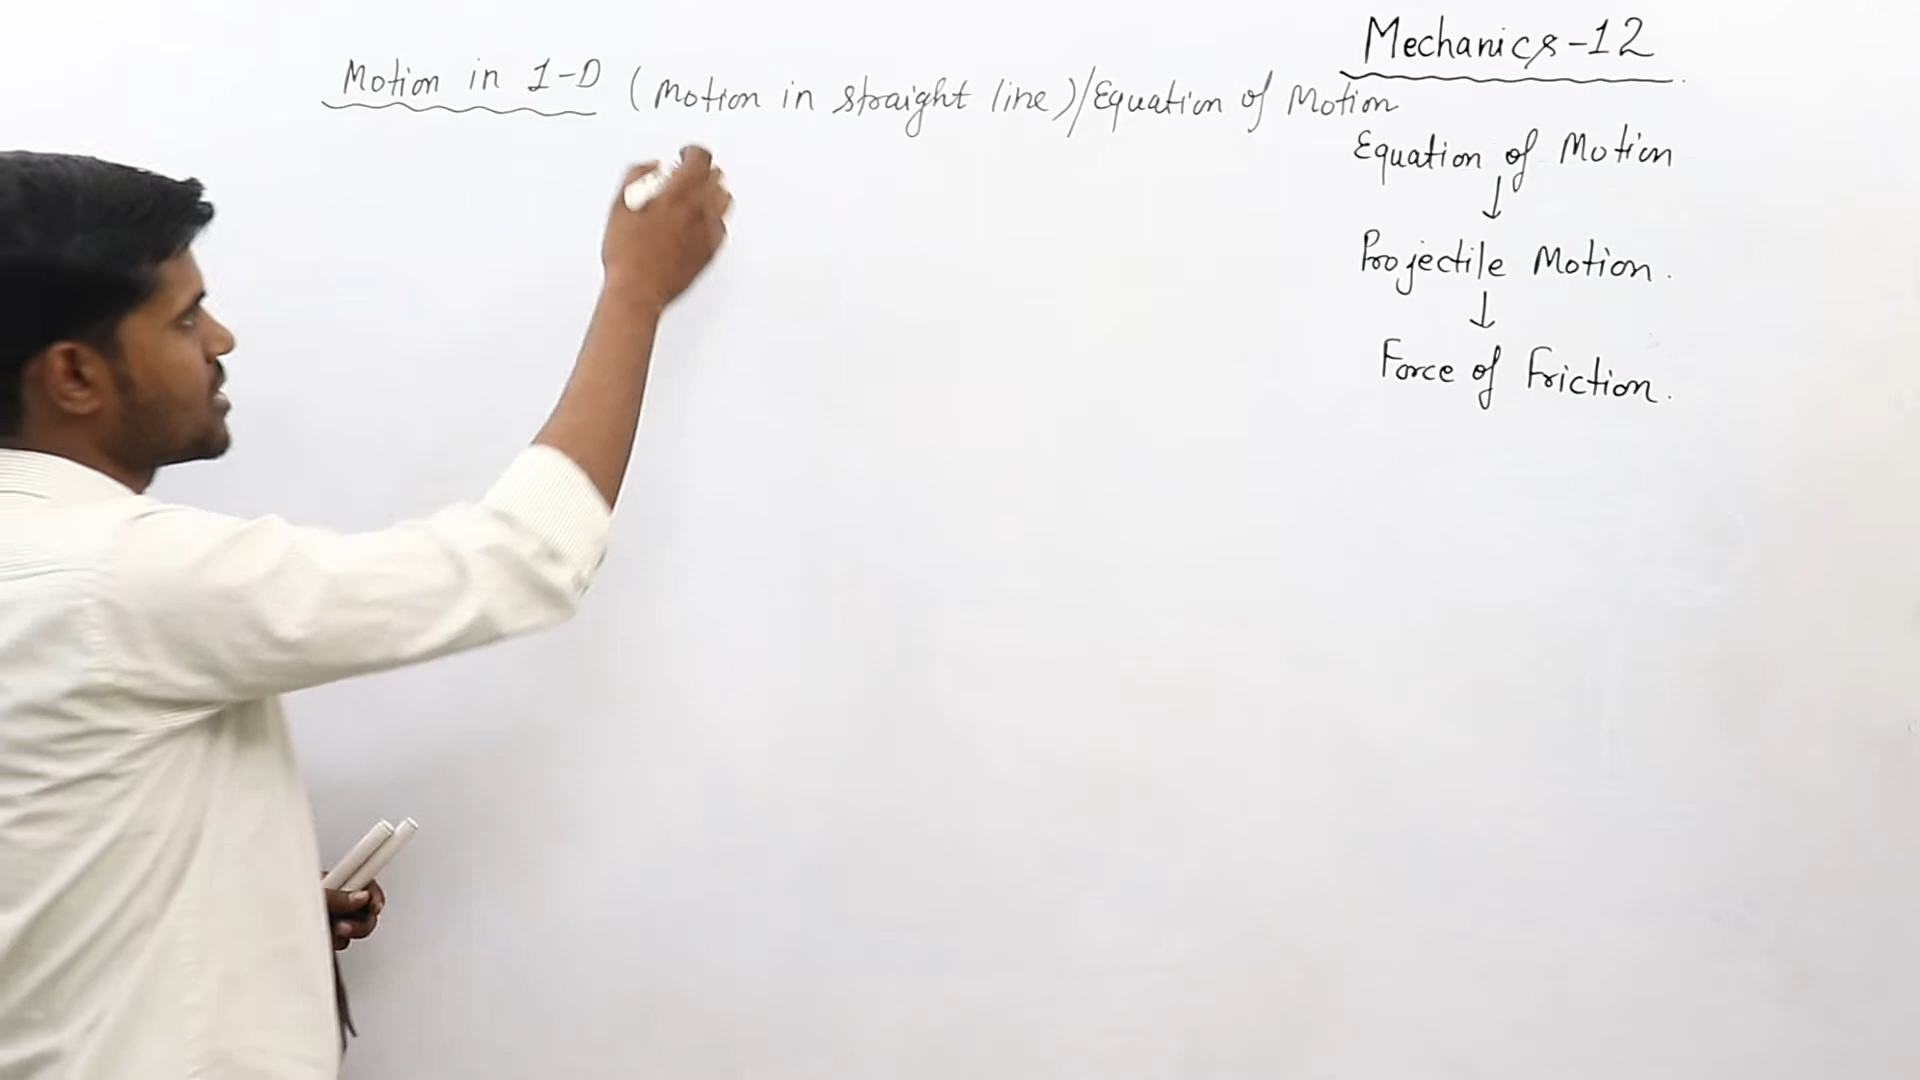 Mechanics-12
Motion in 1-D (Motion in straight line)/Equation of Motion
Equation of Motion
↓
Projectile Motion.
↓
Force of Friction.